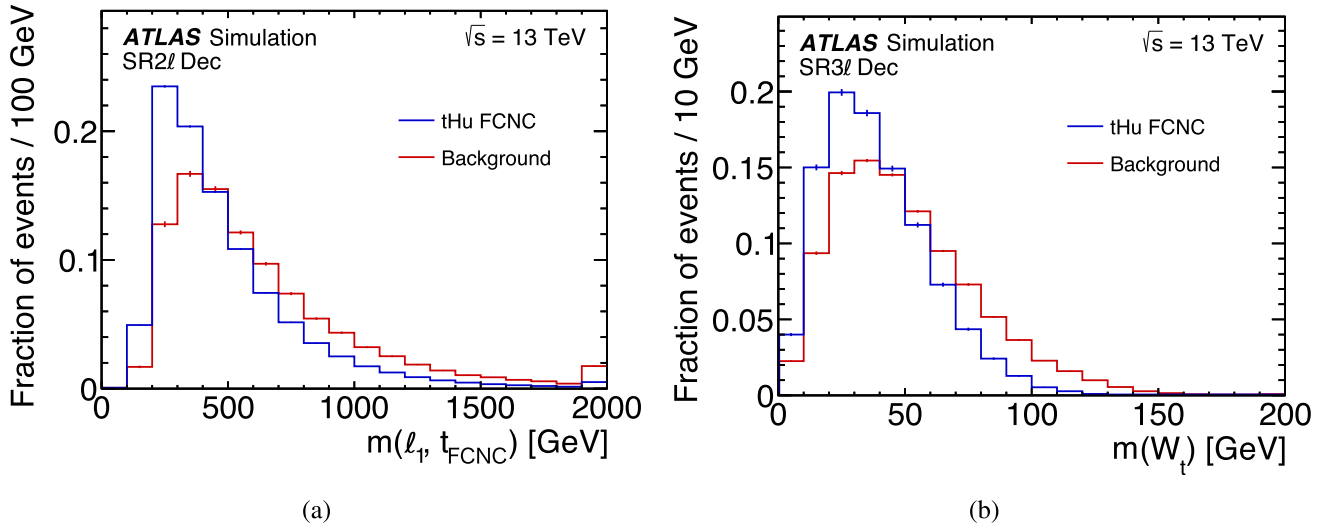 ATLAS Simulation
√s = 13 TeV
SR2ℓ Dec
tHu FCNC
Background
Fraction of events / 100 GeV
0.2
0.1
0
0 500 1000 1500 2000
m(ℓ₁, t_FCNC) [GeV]
(a)
ATLAS Simulation
√s = 13 TeV
SR3ℓ Dec
tHu FCNC
Background
Fraction of events / 10 GeV
0.2
0.15
0.1
0.05
0
0 50 100 150 200
m(W_t) [GeV]
(b)